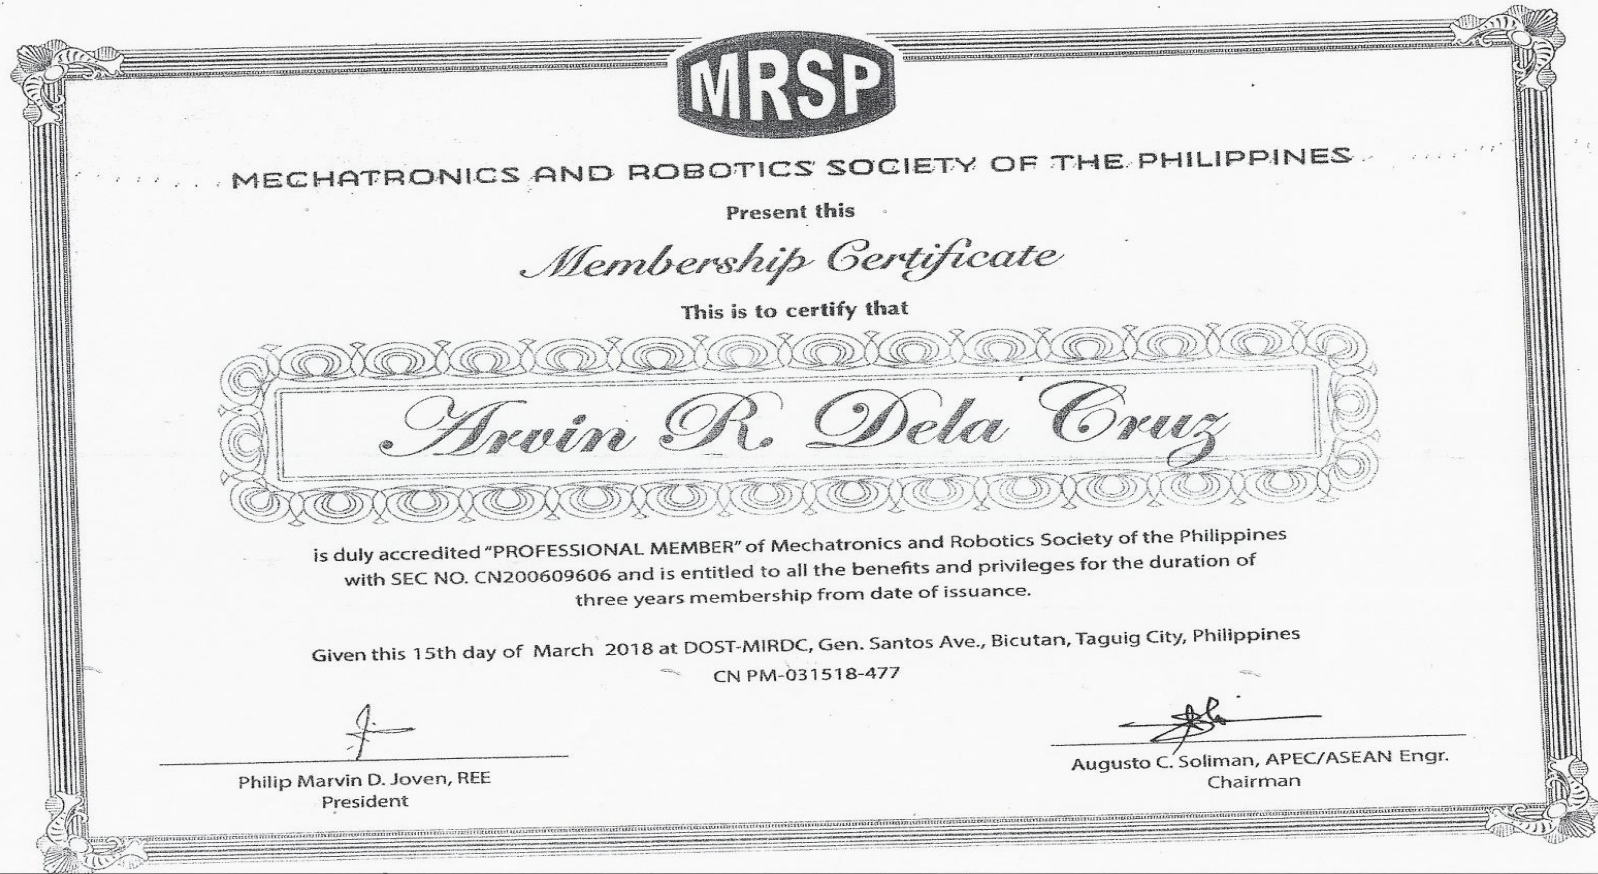 MRSP
MECHATRONICS AND ROBOTICS SOCIETY OF THE PHILIPPINES
Present this
Membership Certificate
This is to certify that
Arvin R. Dela Cruz
is duly accredited "PROFESSIONAL MEMBER" of Mechatronics and Robotics Society of the Philippines
with SEC NO. CN200609606 and is entitled to all the benefits and privileges for the duration of
three years membership from date of issuance.
Given this 15th day of March 2018 at DOST-MIRDC, Gen. Santos Ave., Bicutan, Taguig City, Philippines
CN PM-031518-477
Philip Marvin D. Joven, REE
President
Augusto C. Soliman, APEC/ASEAN Engr.
Chairman